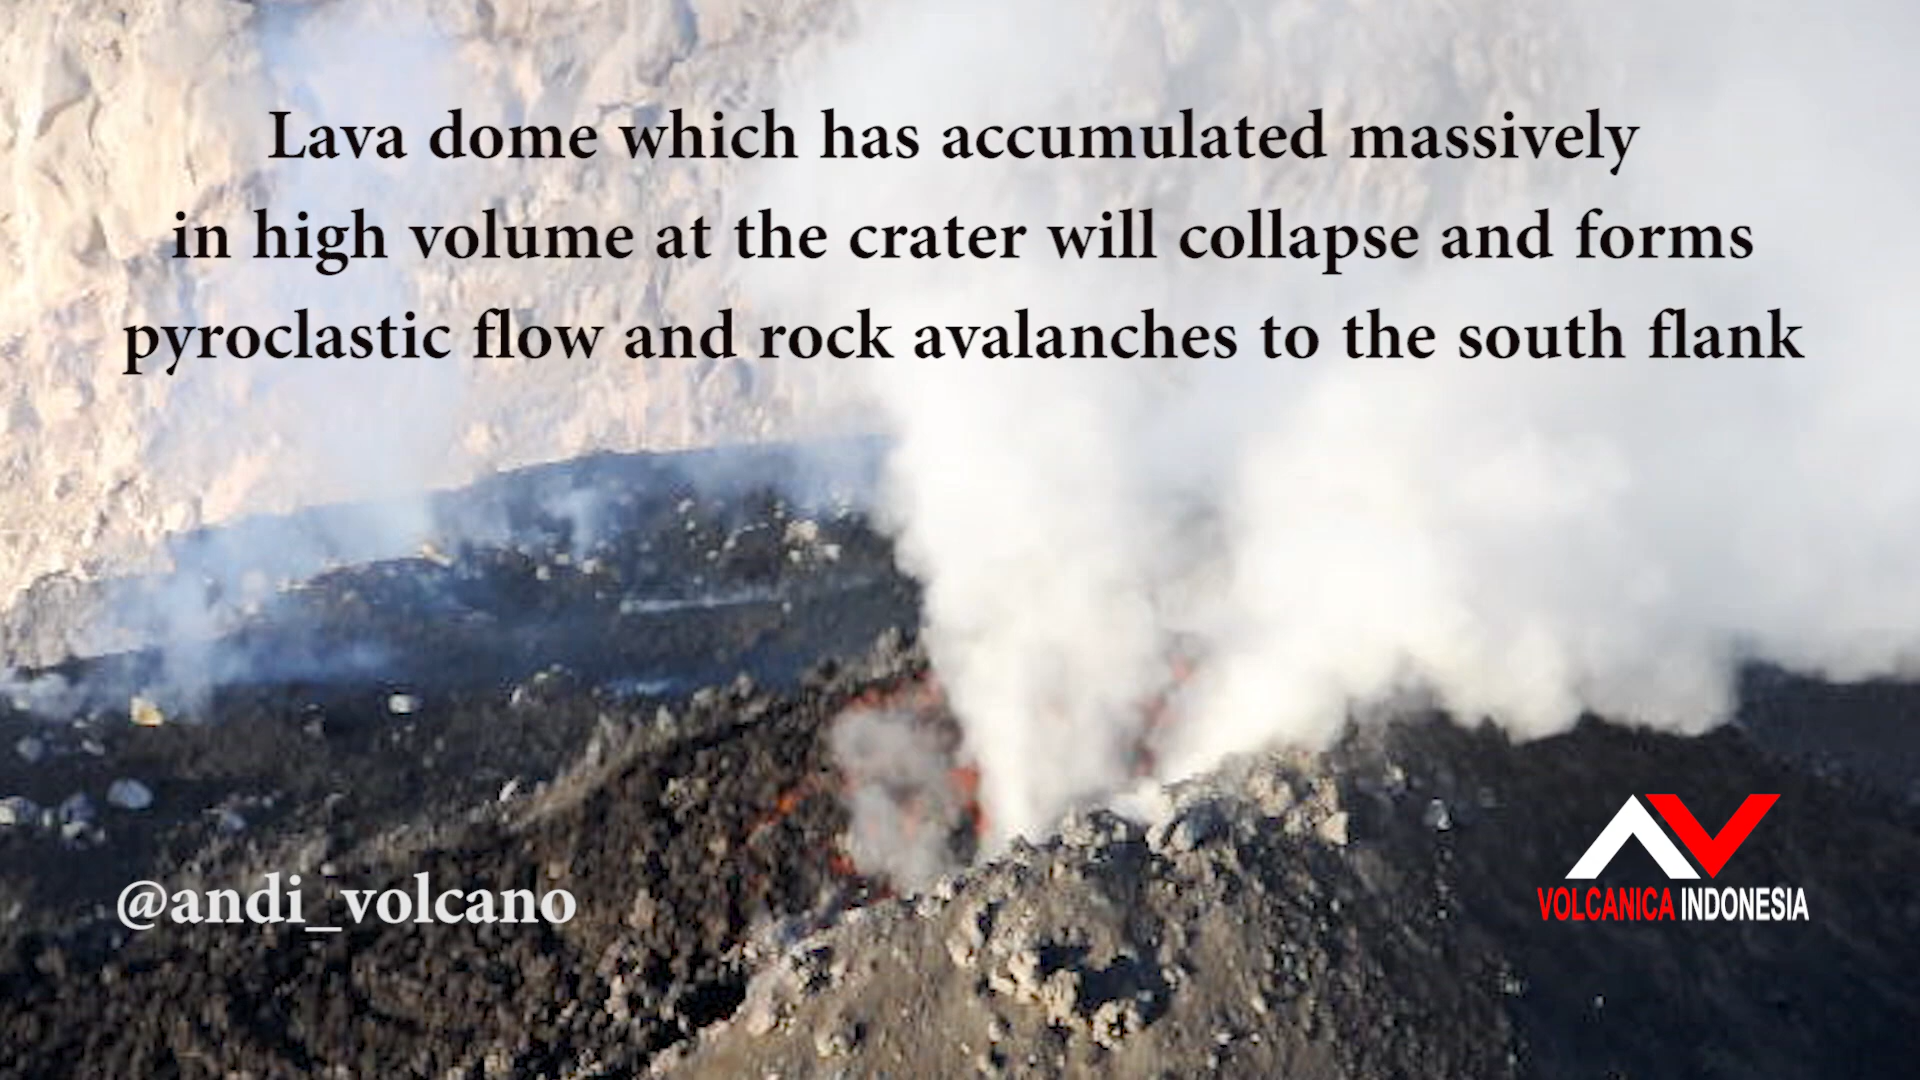 Lava dome which has accumulated massively
in high volume at the crater will collapse and forms
pyroclastic flow and rock avalanches to the south flank
@andi_volcano
VOLCANICA INDONESIA